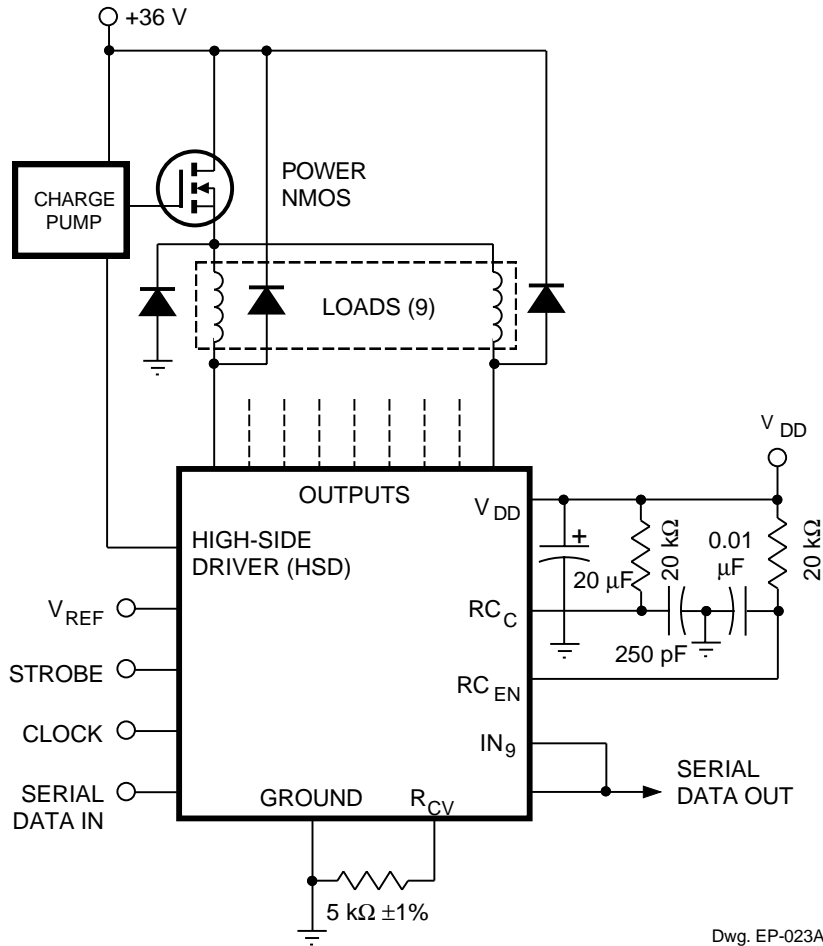 +36 V
CHARGE
PUMP
POWER
NMOS
LOADS (9)
OUTPUTS
V DD
V DD
HIGH-SIDE
DRIVER (HSD)
20 μF
20 kΩ
0.01
μF
20 kΩ
V REF
RC C
250 pF
STROBE
RC EN
CLOCK
IN 9
SERIAL
DATA IN
SERIAL
DATA OUT
GROUND
R CV
5 kΩ ±1%
Dwg. EP-023A